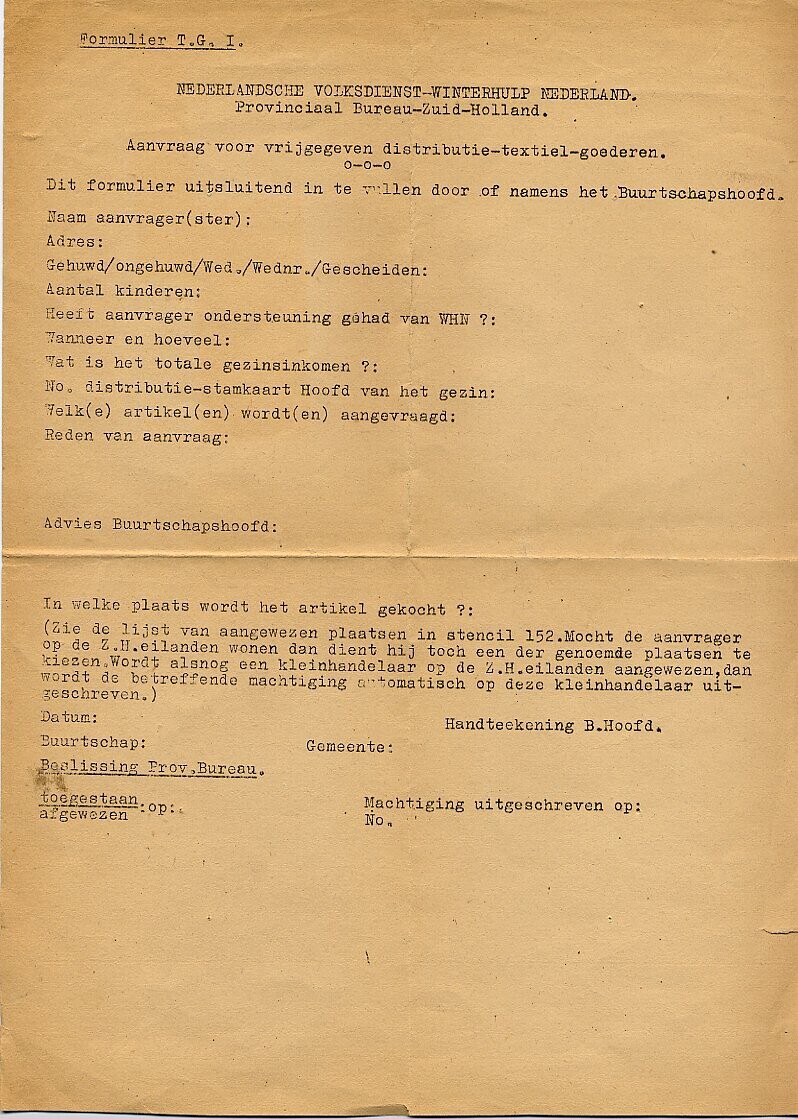 Formulier T.G. I.
NEDERLANDSCHE VOLKSDIENST-WINTERHULP NEDERLAND.
Provinciaal Bureau-Zuid-Holland.
Aanvraag voor vrijgegeven distributie-textiel-goederen.
o-o-o
Dit formulier uitsluitend in te vullen door of namens het Buurtschapshoofd.
Naam aanvrager(ster):
Adres:
Gehuwd/ongehuwd/Wed./Wednr./Gescheiden:
Aantal kinderen:
Heeft aanvrager ondersteuning gehad van WHN ?:
Wanneer en hoeveel:
Wat is het totale gezinsinkomen ?:
No. distributie-stamkaart Hoofd van het gezin:
Welk(e) artikel(en) wordt(en) aangevraagd:
Reden van aanvraag:
Advies Buurtschapshoofd:
In welke plaats wordt het artikel gekocht ?:
(Zie de lijst van aangewezen plaatsen in stencil 152.Mocht de aanvrager
op de Z.H.eilanden wonen dan dient hij toch een der genoemde plaatsen te
kiezen.Wordt alsnog een kleinhandelaar op de Z.H.eilanden aangewezen,dan
wordt de betreffende machtiging automatisch op deze kleinhandelaar uit-
geschreven.)
Datum:
Handteekening B.Hoofd.
Buurtschap:
Gemeente:
Beslissing Prov.Bureau.
toegestaan
afgewezen :op:
Machtiging uitgeschreven op:
No.